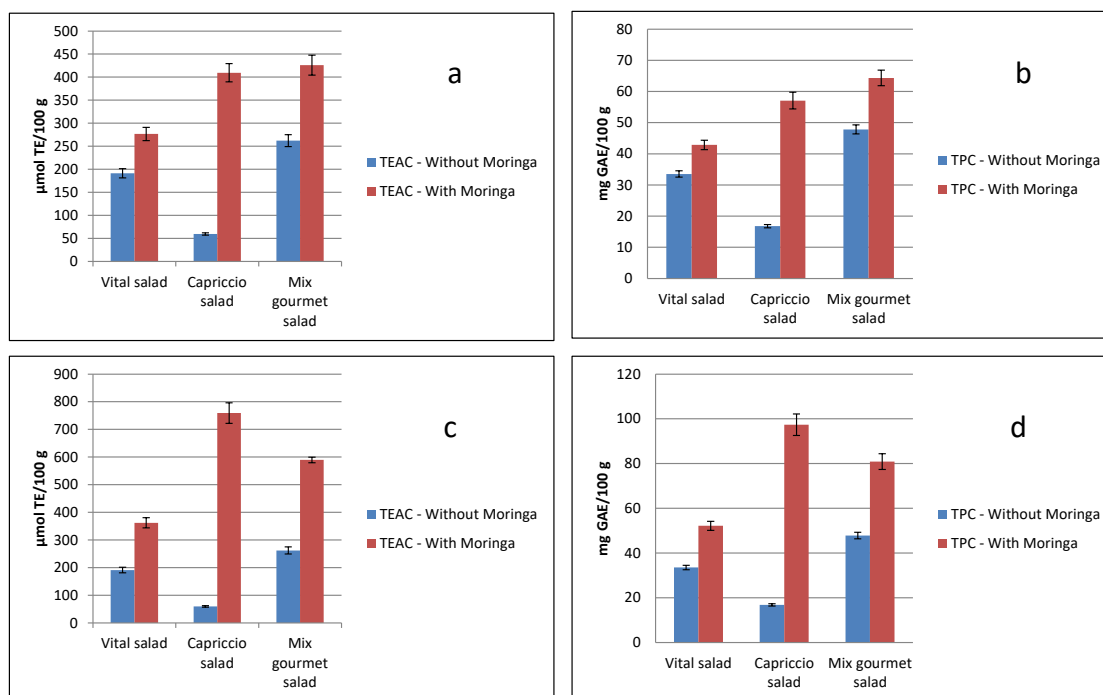 a
500
450
400
350
300
250
200
150
100
50
0
µmol TE/100 g
Vital salad
Capriccio
salad
Mix
gourmet
salad
TEAC - Without Moringa
TEAC - With Moringa
b
80
70
60
50
40
30
20
10
0
mg GAE/100 g
Vital salad
Capriccio
salad
Mix gourmet
salad
TPC - Without Moringa
TPC - With Moringa
c
900
800
700
600
500
400
300
200
100
0
µmol TE/100 g
Vital salad
Capriccio
salad
Mix
gourmet
salad
TEAC - Without Moringa
TEAC - With Moringa
d
120
100
80
60
40
20
0
mg GAE/100 g
Vital salad
Capriccio
salad
Mix gourmet
salad
TPC - Without Moringa
TPC - With Moringa